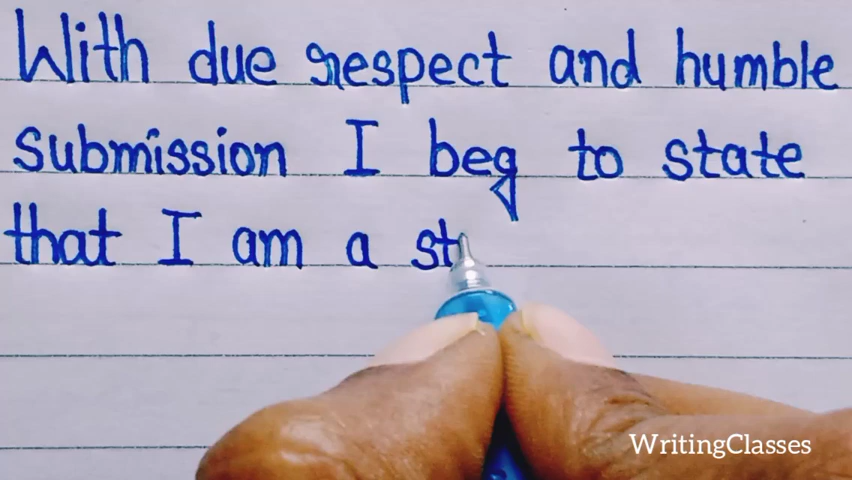 With due respect and humble
submission I beg to state
that I am a st
WritingClasses